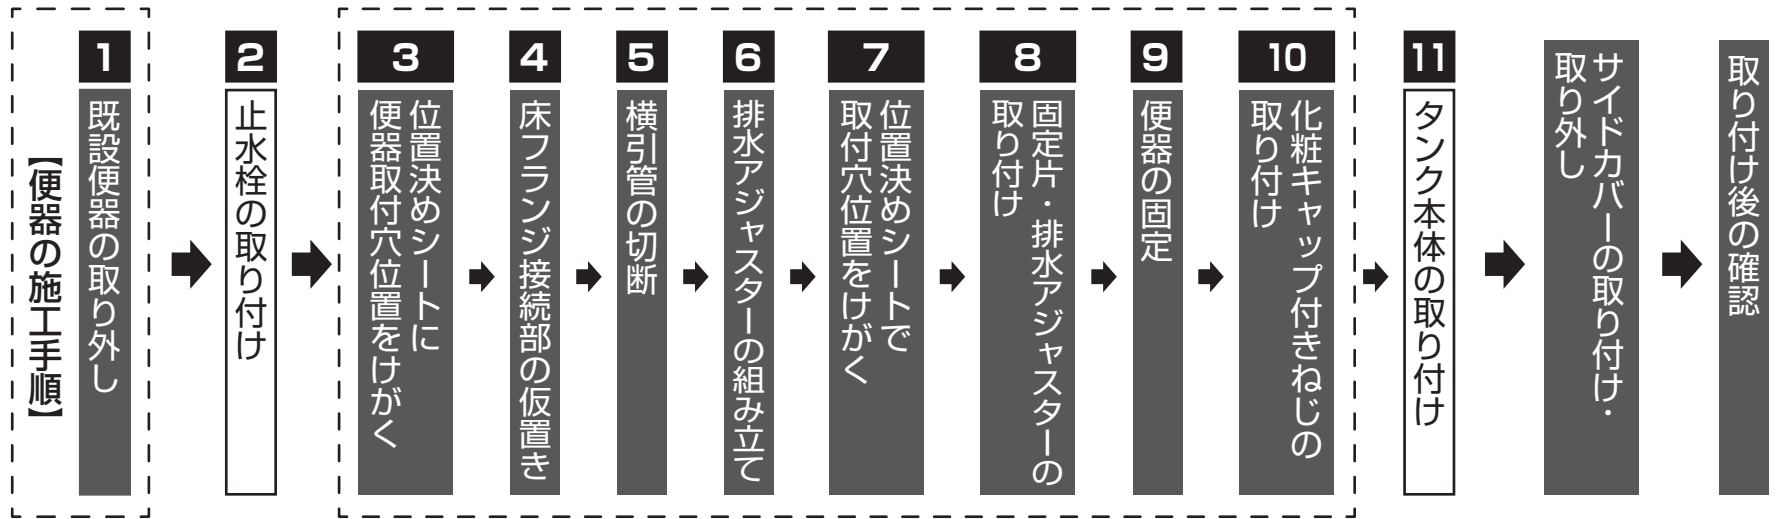 【便器の施工手順】
1
既設便器の取り外し
2
止水栓の取り付け
3
位置決めシートに
便器取付穴位置をけがく
4
床フランジ接続部の仮置き
5
横引管の切断
6
排水アジャスターの組み立て
7
位置決めシートで
取付穴位置をけがく
8
固定片・排水アジャスターの
取り付け
9
便器の固定
10
化粧キャップ付きねじの
取り付け
11
タンク本体の取り付け
サイドカバーの取り付け・
取り外し
取り付け後の確認